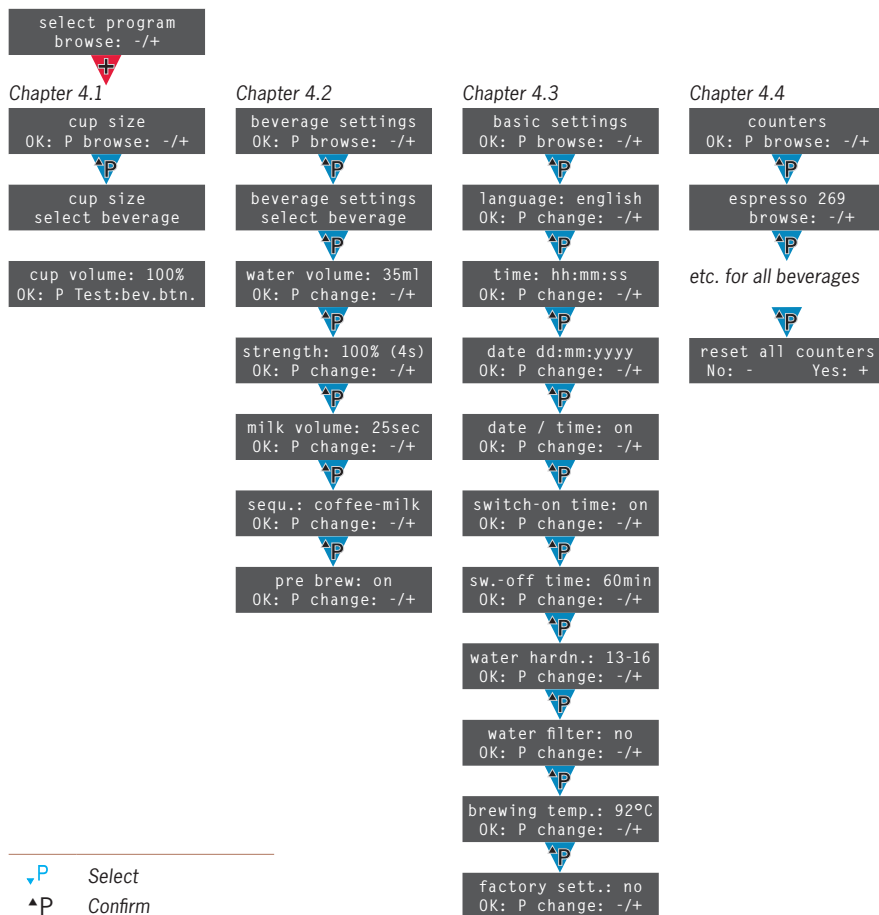 select program
browse: -/+
+
Chapter 4.1
cup size
OK: P browse: -/+
P
cup size
select beverage
cup volume: 100%
OK: P Test:bev.btn.
Chapter 4.2
beverage settings
OK: P browse: -/+
P
beverage settings
select beverage
P
water volume: 35ml
OK: P change: -/+
P
strength: 100% (4s)
OK: P change: -/+
P
milk volume: 25sec
OK: P change: -/+
P
sequ.: coffee-milk
OK: P change: -/+
P
pre brew: on
OK: P change: -/+
Chapter 4.3
basic settings
OK: P browse: -/+
P
language: english
OK: P change: -/+
P
time: hh:mm:ss
OK: P change: -/+
P
date dd:mm:yyyy
OK: P change: -/+
P
date / time: on
OK: P change: -/+
P
switch-on time: on
OK: P change: -/+
P
sw.-off time: 60min
OK: P change: -/+
P
water hardn.: 13-16
OK: P change: -/+
P
water filter: no
OK: P change: -/+
P
brewing temp.: 92°C
OK: P change: -/+
P
factory sett.: no
OK: P change: -/+
Chapter 4.4
counters
OK: P browse: -/+
P
espresso 269
browse: -/+
P
etc. for all beverages
P
reset all counters
No: - Yes: +
P Select
P Confirm